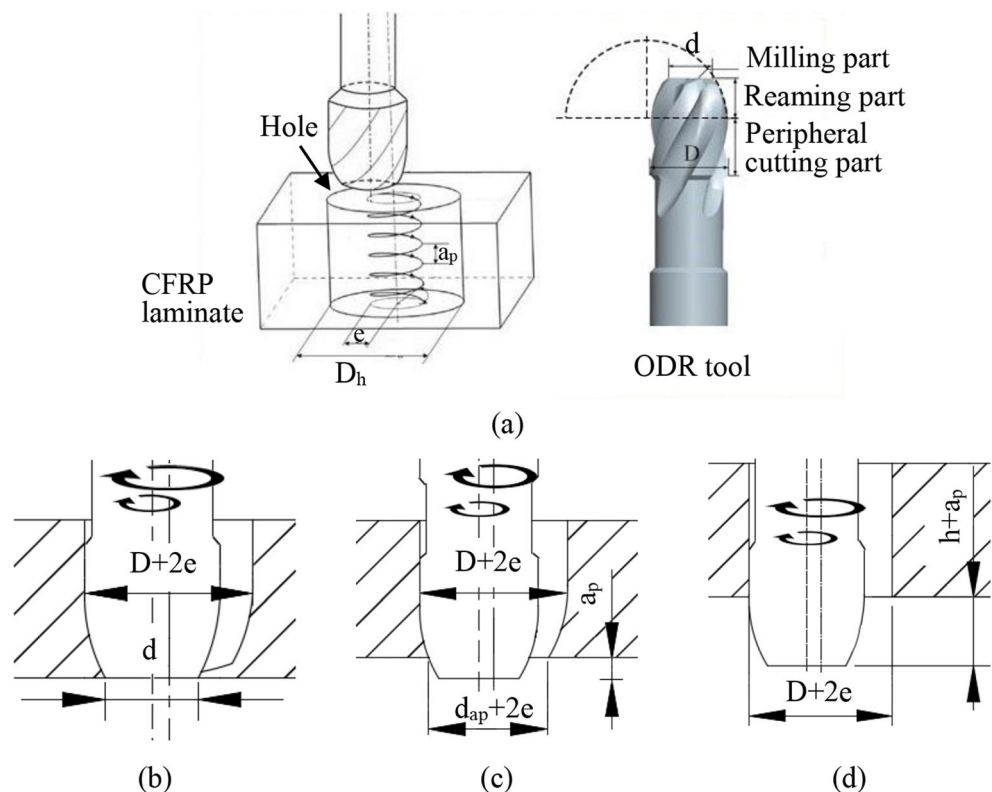 Hole
CFRP
laminate
aₚ
e
Dₕ
d
Milling part
Reaming part
Peripheral
cutting part
D
ODR tool
(a)
D+2e
d
(b)
D+2e
aₚ
dₐₚ+2e
(c)
h+aₚ
D+2e
(d)